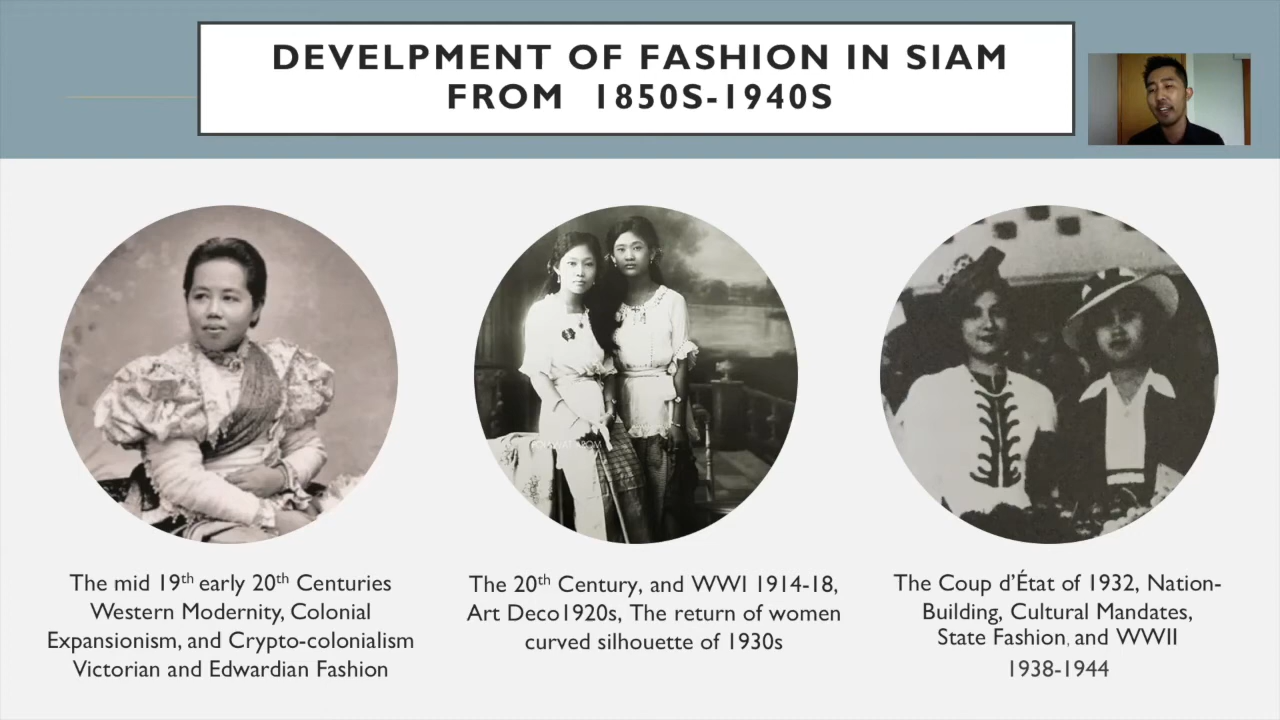 DEVELPMENT OF FASHION IN SIAM
FROM 1850S-1940S
The mid 19th early 20th Centuries
Western Modernity, Colonial
Expansionism, and Crypto-colonialism
Victorian and Edwardian Fashion
The 20th Century, and WWI 1914-18,
Art Deco1920s, The return of women
curved silhouette of 1930s
The Coup d'État of 1932, Nation-
Building, Cultural Mandates,
State Fashion, and WWII
1938-1944